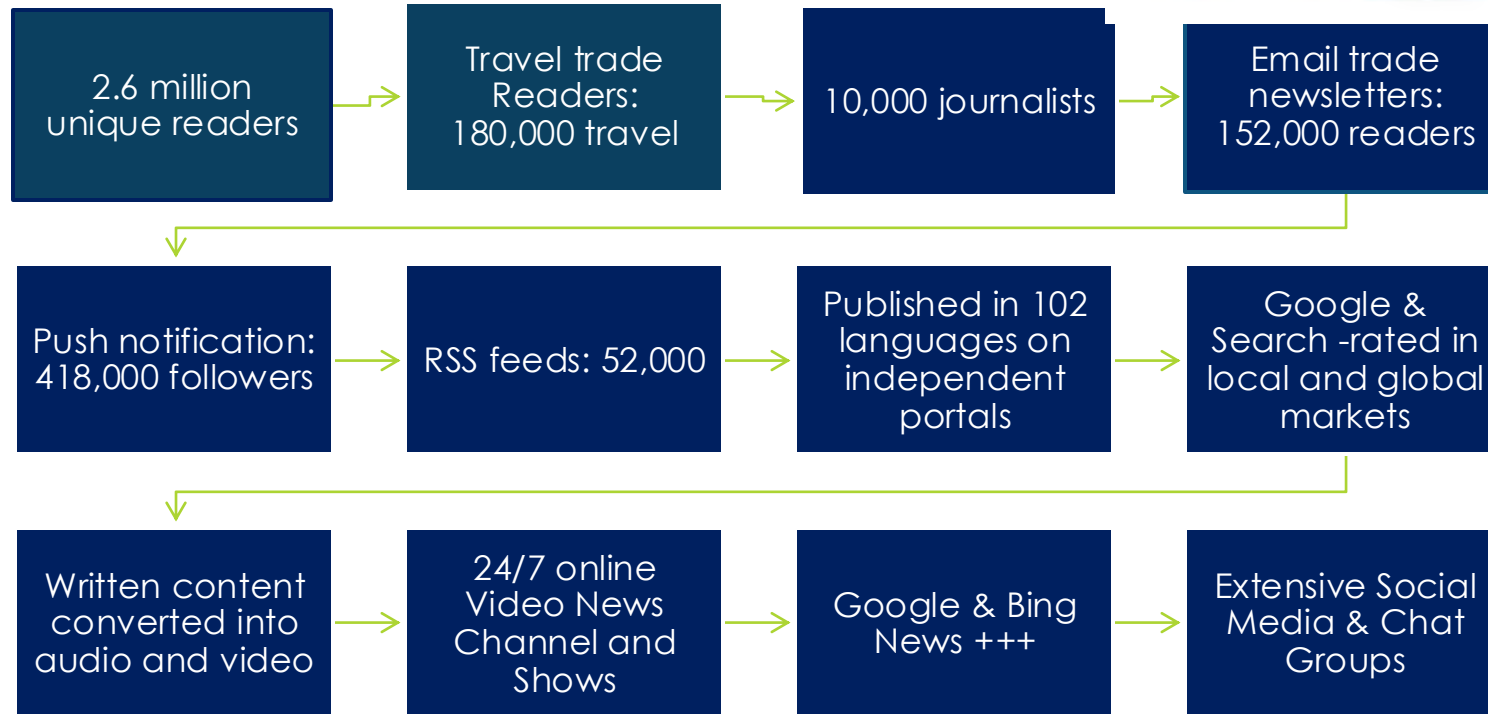 2.6 million
unique readers
Travel trade
Readers:
180,000 travel
10,000 journalists
Email trade
newsletters:
152,000 readers
Push notification:
418,000 followers
RSS feeds: 52,000
Published in 102
languages on
independent
portals
Google &
Search -rated in
local and global
markets
Written content
converted into
audio and video
24/7 online
Video News
Channel and
Shows
Google & Bing
News +++
Extensive Social
Media & Chat
Groups